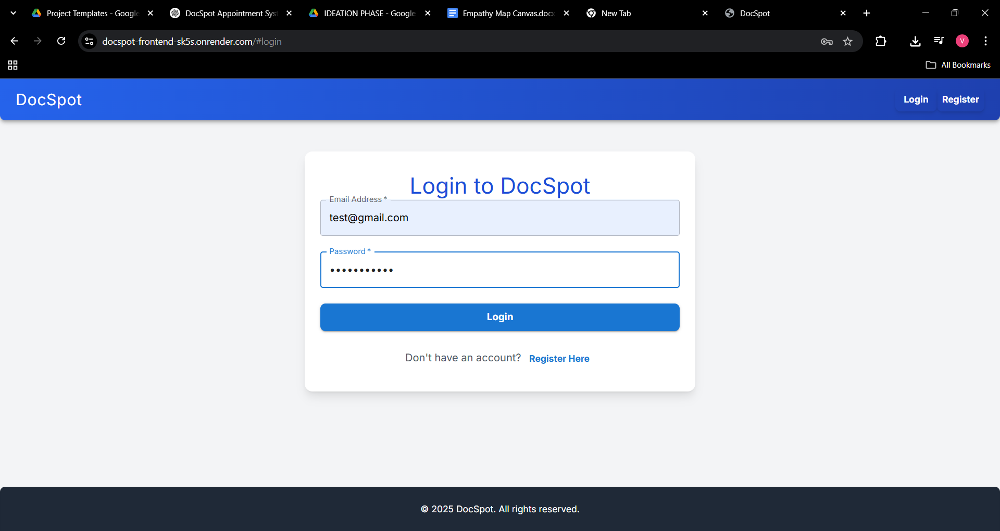 Project Templates - Google
DocSpot Appointment Sys
IDEATION PHASE - Google
Empathy Map Canvas.docx
New Tab
DocSpot
docspot-frontend-sk5s.onrender.com/#login
V
All Bookmarks
DocSpot
Login
Register
Login to DocSpot
Email Address *
test@gmail.com
Password *
•••••••••••
Login
Don't have an account? Register Here
© 2025 DocSpot. All rights reserved.